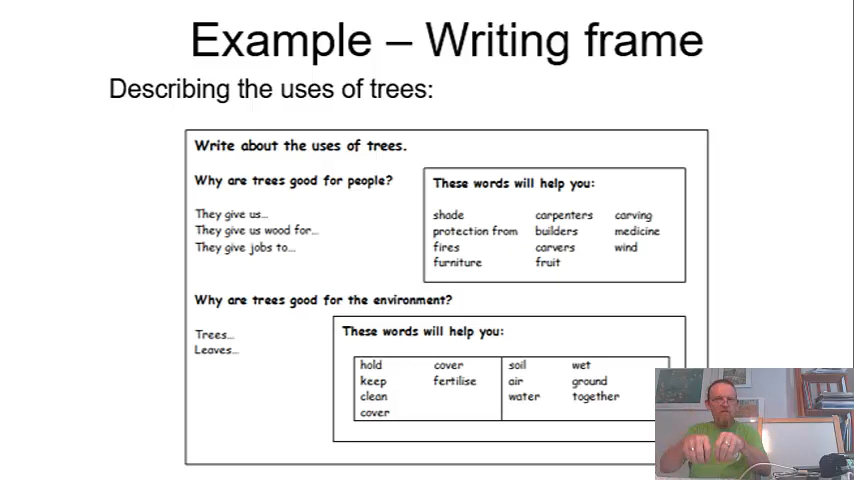 Example – Writing frame
Describing the uses of trees:
Write about the uses of trees.
Why are trees good for people?
They give us...
They give us wood for...
They give jobs to...
These words will help you:
shade carpenters carving
protection from builders medicine
fires carvers wind
furniture fruit
Why are trees good for the environment?
Trees...
Leaves...
These words will help you:
hold cover soil wet
keep fertilise air ground
clean water together
cover